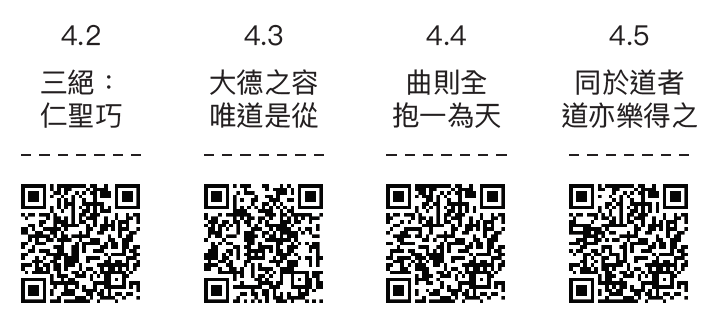 4.2
三絕：
仁聖巧
4.3
大德之容
唯道是從
4.4
曲則全
抱一為天
4.5
同於道者
道亦樂得之